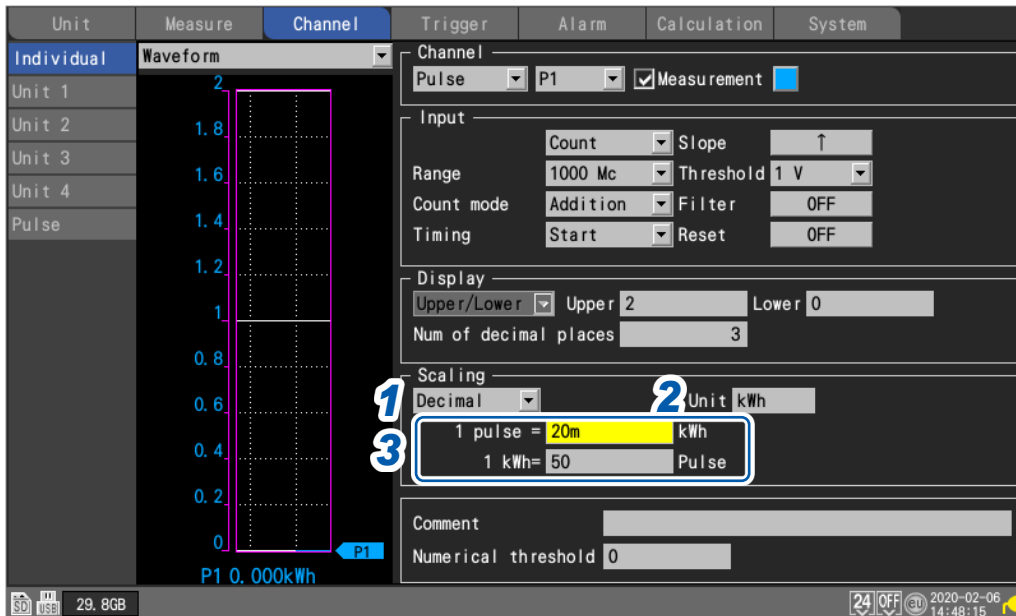 Unit Measure Channel Trigger Alarm Calculation System
Individual
Unit 1
Unit 2
Unit 3
Unit 4
Pulse
Waveform
2
1.8
1.6
1.4
1.2
1
0.8
0.6
0.4
0.2
0
P1
P1 0.000kWh
Channel
Pulse P1 Measurement
Input
Count Slope ↑
Range 1000 Mc Threshold 1 V
Count mode Addition Filter OFF
Timing Start Reset OFF
Display
Upper/Lower Upper 2 Lower 0
Num of decimal places 3
Scaling
1 Decimal 2 Unit kWh
3
1 pulse = 20m kWh
1 kWh= 50 Pulse
Comment
Numerical threshold 0
SD USB 29.8GB 24 OFF eu 2020-02-06
14:48:15